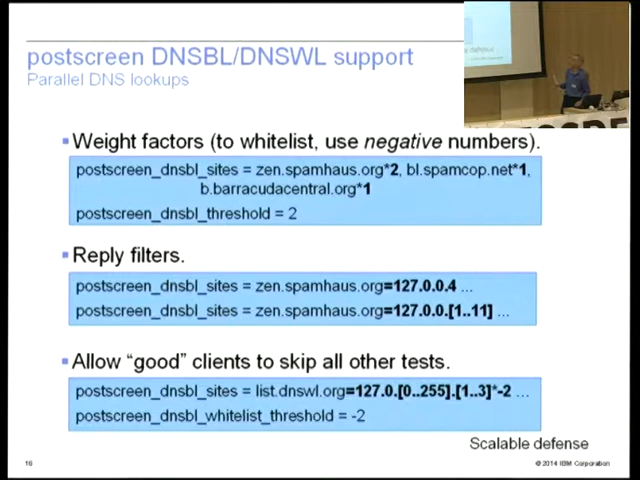 postscreen DNSBL/DNSWL support
Parallel DNS lookups
Weight factors (to whitelist, use negative numbers).
postscreen_dnsbl_sites = zen.spamhaus.org*2, bl.spamcop.net*1,
b.barracudacentral.org*1
postscreen_dnsbl_threshold = 2
Reply filters.
postscreen_dnsbl_sites = zen.spamhaus.org=127.0.0.4 ...
postscreen_dnsbl_sites = zen.spamhaus.org=127.0.0.[1..11] ...
Allow “good” clients to skip all other tests.
postscreen_dnsbl_sites = list.dnswl.org=127.0.[0..255].[1..3]*-2 ...
postscreen_dnsbl_whitelist_threshold = -2
Scalable defense
16
© 2014 IBM Corporation